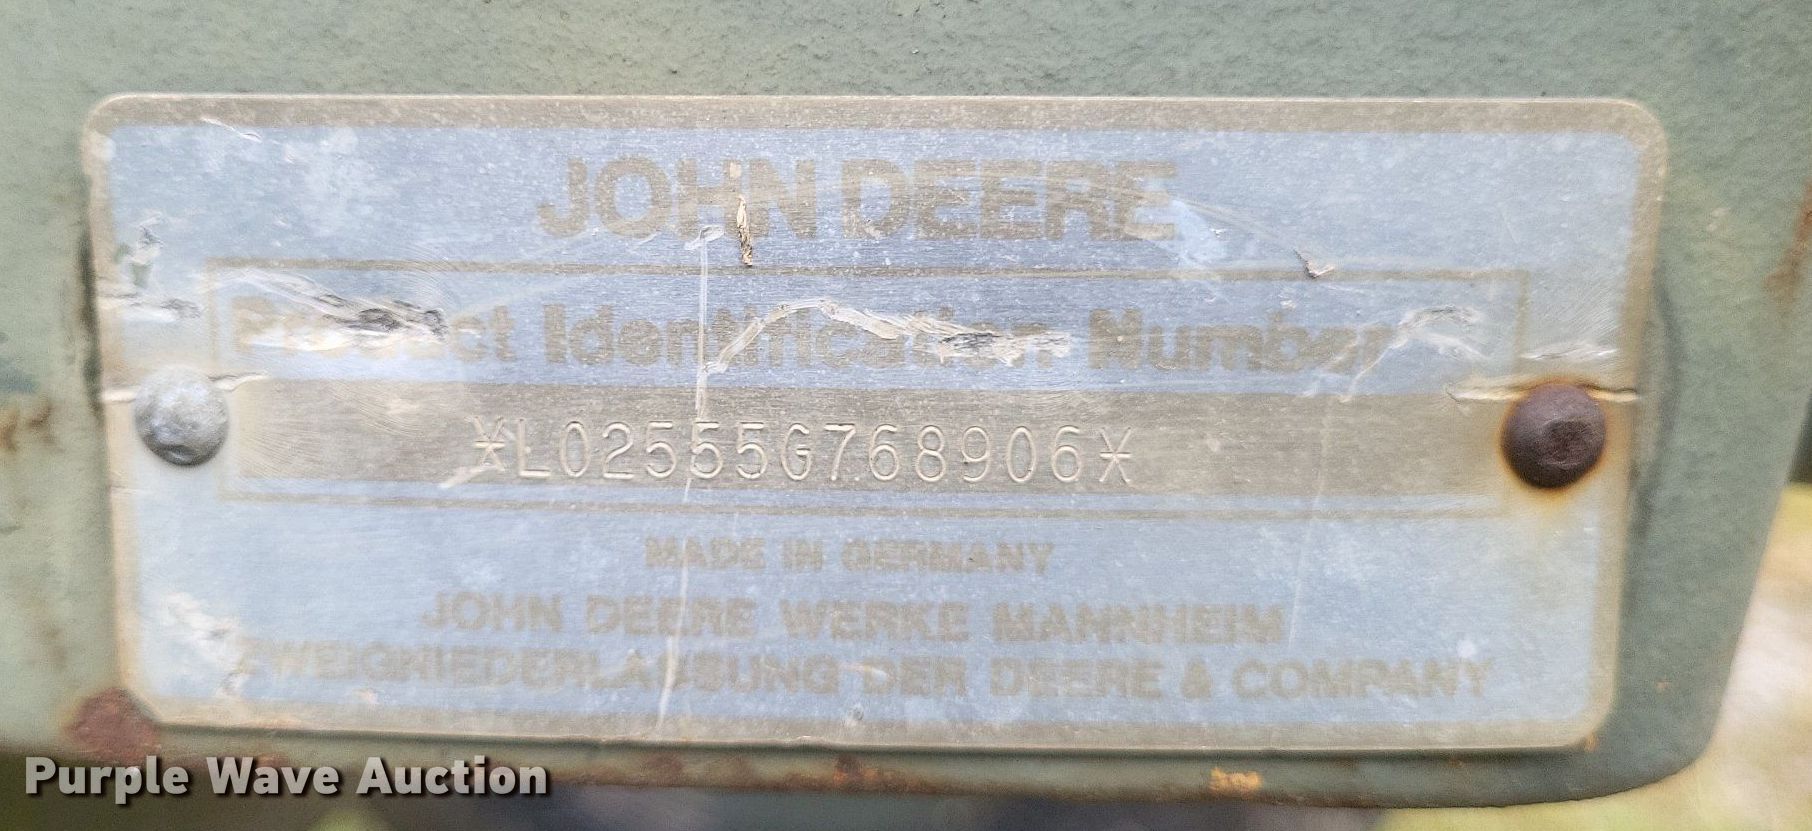 JOHN DEERE
Product Identification Number
*L02555G768906*
MADE IN GERMANY
JOHN DEERE WERKE MANNHEIM
ZWEIGNIEDERLASSUNG DER DEERE & COMPANY
Purple Wave Auction